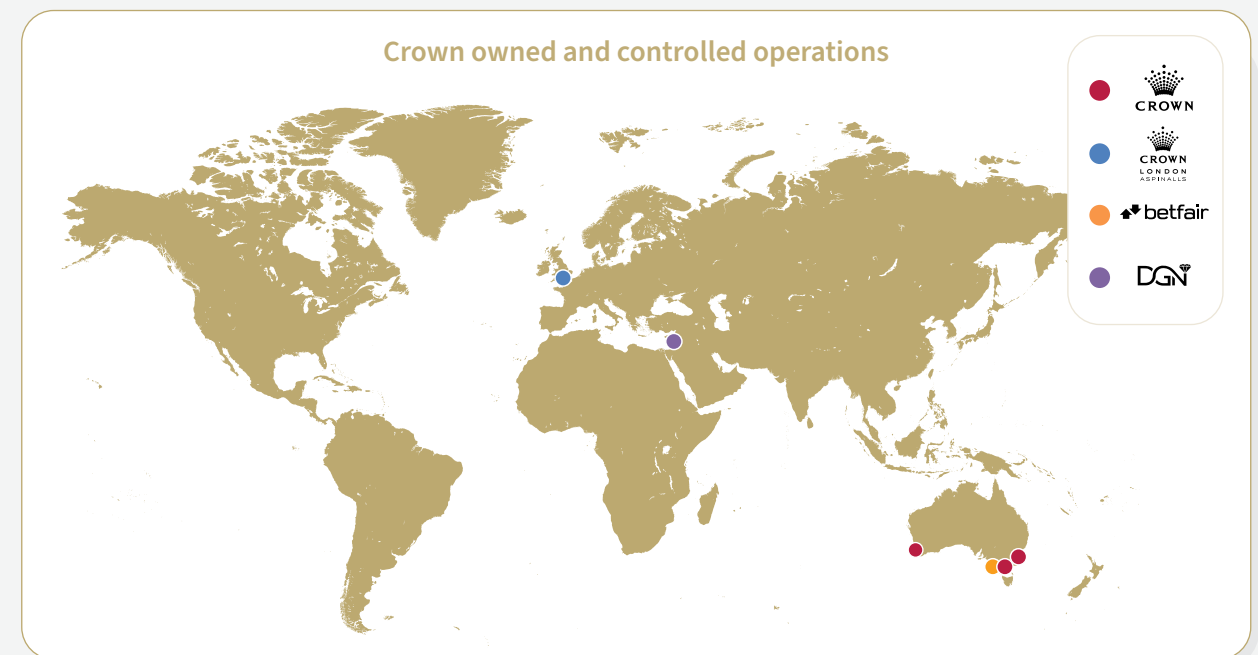 Crown owned and controlled operations
CROWN
CROWN
LONDON
ASPINALLS
betfair
DGN